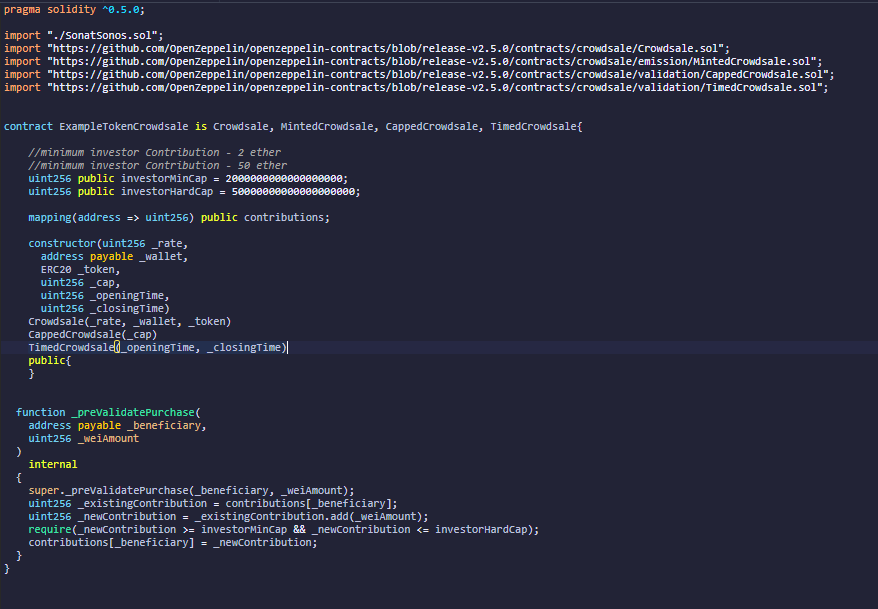 pragma solidity ^0.5.0;
import "./SonatSonos.sol";
import "https://github.com/OpenZeppelin/openzeppelin-contracts/blob/release-v2.5.0/contracts/crowdsale/Crowdsale.sol";
import "https://github.com/OpenZeppelin/openzeppelin-contracts/blob/release-v2.5.0/contracts/crowdsale/emission/MintedCrowdsale.sol";
import "https://github.com/OpenZeppelin/openzeppelin-contracts/blob/release-v2.5.0/contracts/crowdsale/validation/CappedCrowdsale.sol";
import "https://github.com/OpenZeppelin/openzeppelin-contracts/blob/release-v2.5.0/contracts/crowdsale/validation/TimedCrowdsale.sol";
contract ExampleTokenCrowdsale is Crowdsale, MintedCrowdsale, CappedCrowdsale, TimedCrowdsale{
//minimum investor Contribution - 2 ether
//minimum investor Contribution - 50 ether
uint256 public investorMinCap = 2000000000000000000;
uint256 public investorHardCap = 50000000000000000000;
mapping(address => uint256) public contributions;
constructor(uint256 _rate,
address payable _wallet,
ERC20 _token,
uint256 _cap,
uint256 _openingTime,
uint256 _closingTime)
Crowdsale(_rate, _wallet, _token)
CappedCrowdsale(_cap)
TimedCrowdsale(_openingTime, _closingTime)
public{
}
function _preValidatePurchase(
address payable _beneficiary,
uint256 _weiAmount
)
internal
{
super._preValidatePurchase(_beneficiary, _weiAmount);
uint256 _existingContribution = contributions[_beneficiary];
uint256 _newContribution = _existingContribution.add(_weiAmount);
require(_newContribution >= investorMinCap && _newContribution <= investorHardCap);
contributions[_beneficiary] = _newContribution;
}
}